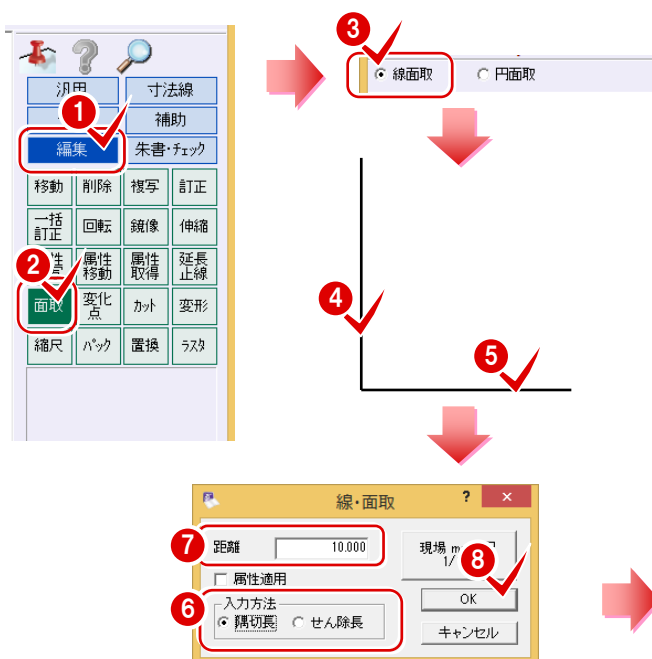 3
線面取 円面取
汎用 寸法線
1
補助
編集 朱書・チェック
移動 削除 複写 訂正
一括訂正 回転 鏡像 伸縮
2
属性移動 属性取得 延長止線
面取 変化点 カット 変形
縮尺 パック 置換 ラスタ
4
5
線・面取 ? ×
7 距離 10.000 現場 m
1/
8
属性適用
6 入力方法 OK
隅切長 せん除長
キャンセル